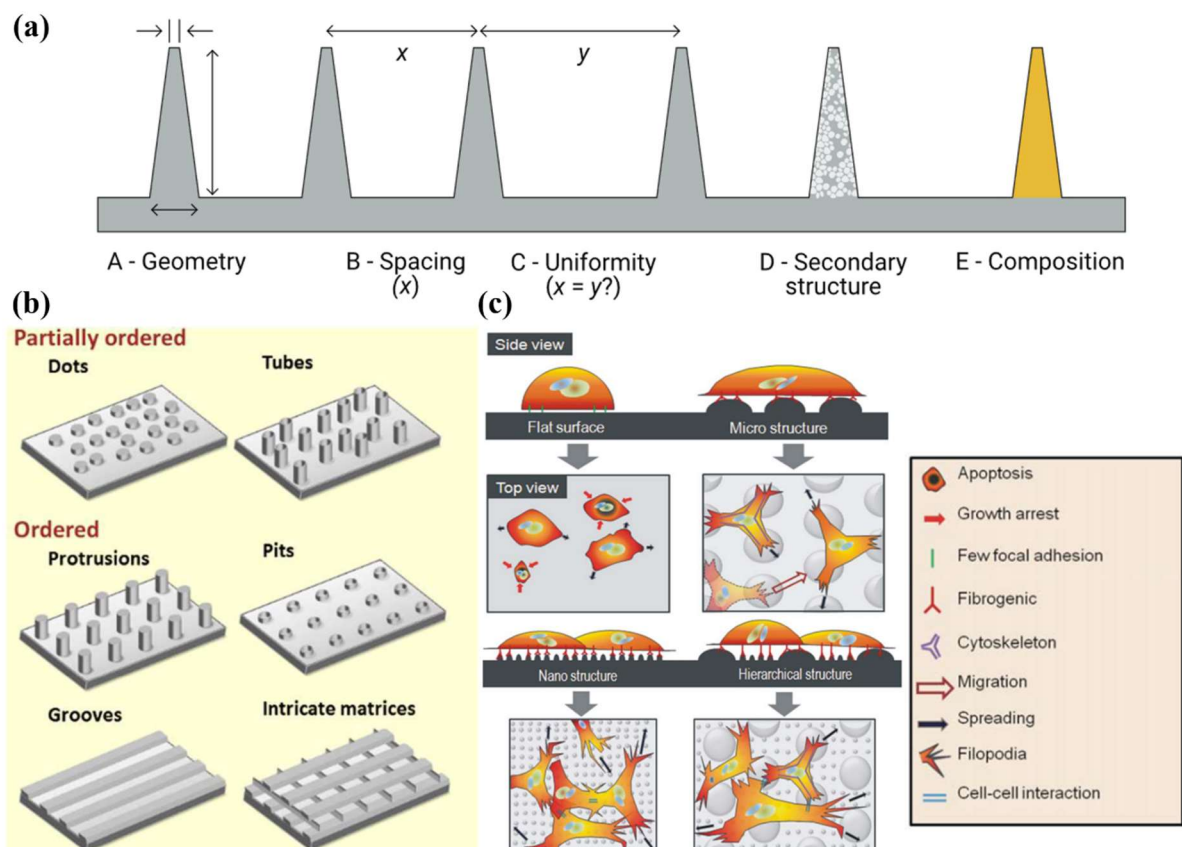 (a)
x
y
A - Geometry
B - Spacing
(x)
C - Uniformity
(x = y?)
D - Secondary
structure
E - Composition
(b)
Partially ordered
Dots
Tubes
Ordered
Protrusions
Pits
Grooves
Intricate matrices
(c)
Side view
Flat surface
Micro structure
Top view
Nano structure
Hierarchical structure
Apoptosis
Growth arrest
Few focal adhesion
Fibrogenic
Cytoskeleton
Migration
Spreading
Filopodia
Cell-cell interaction